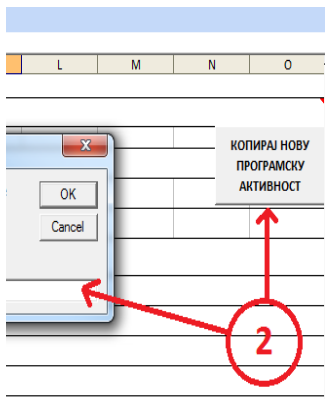 L M N O
КОПИРАЈ НОВУ
ПРОГРАМСКУ
АКТИВНОСТ
X
OK
Cancel
2